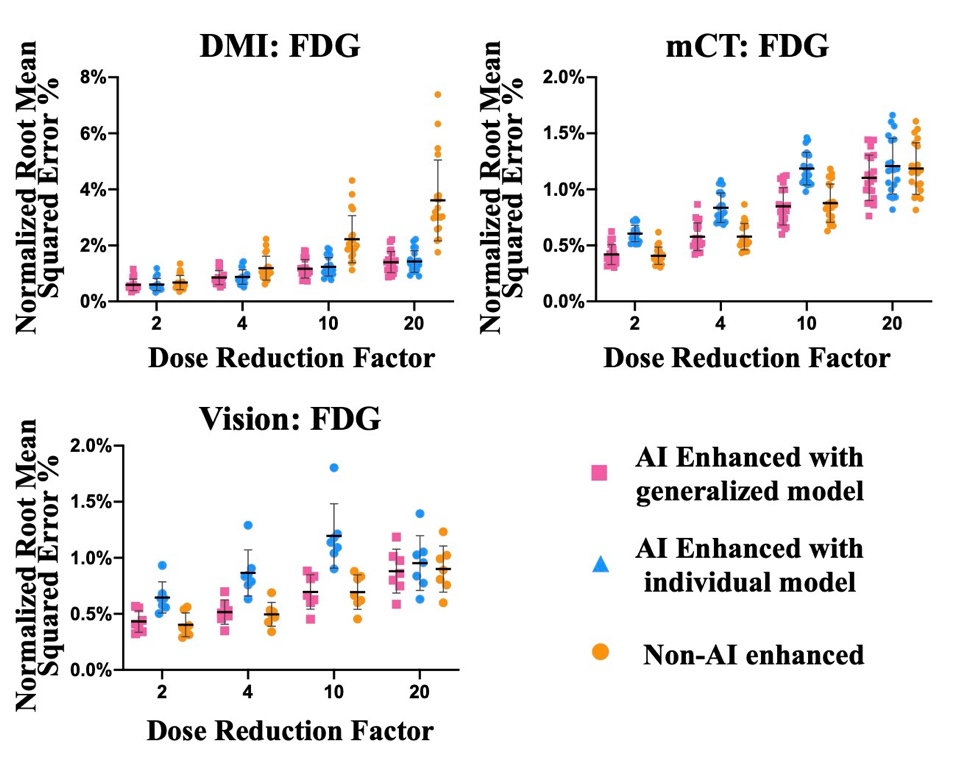 DMI: FDG
Normalized Root Mean
Squared Error %
8%
6%
4%
2%
0%
2 4 10 20
Dose Reduction Factor
mCT: FDG
Normalized Root Mean
Squared Error %
2.0%
1.5%
1.0%
0.5%
0.0%
2 4 10 20
Dose Reduction Factor
Vision: FDG
Normalized Root Mean
Squared Error %
2.0%
1.5%
1.0%
0.5%
0.0%
2 4 10 20
Dose Reduction Factor
AI Enhanced with
generalized model
AI Enhanced with
individual model
Non-AI enhanced